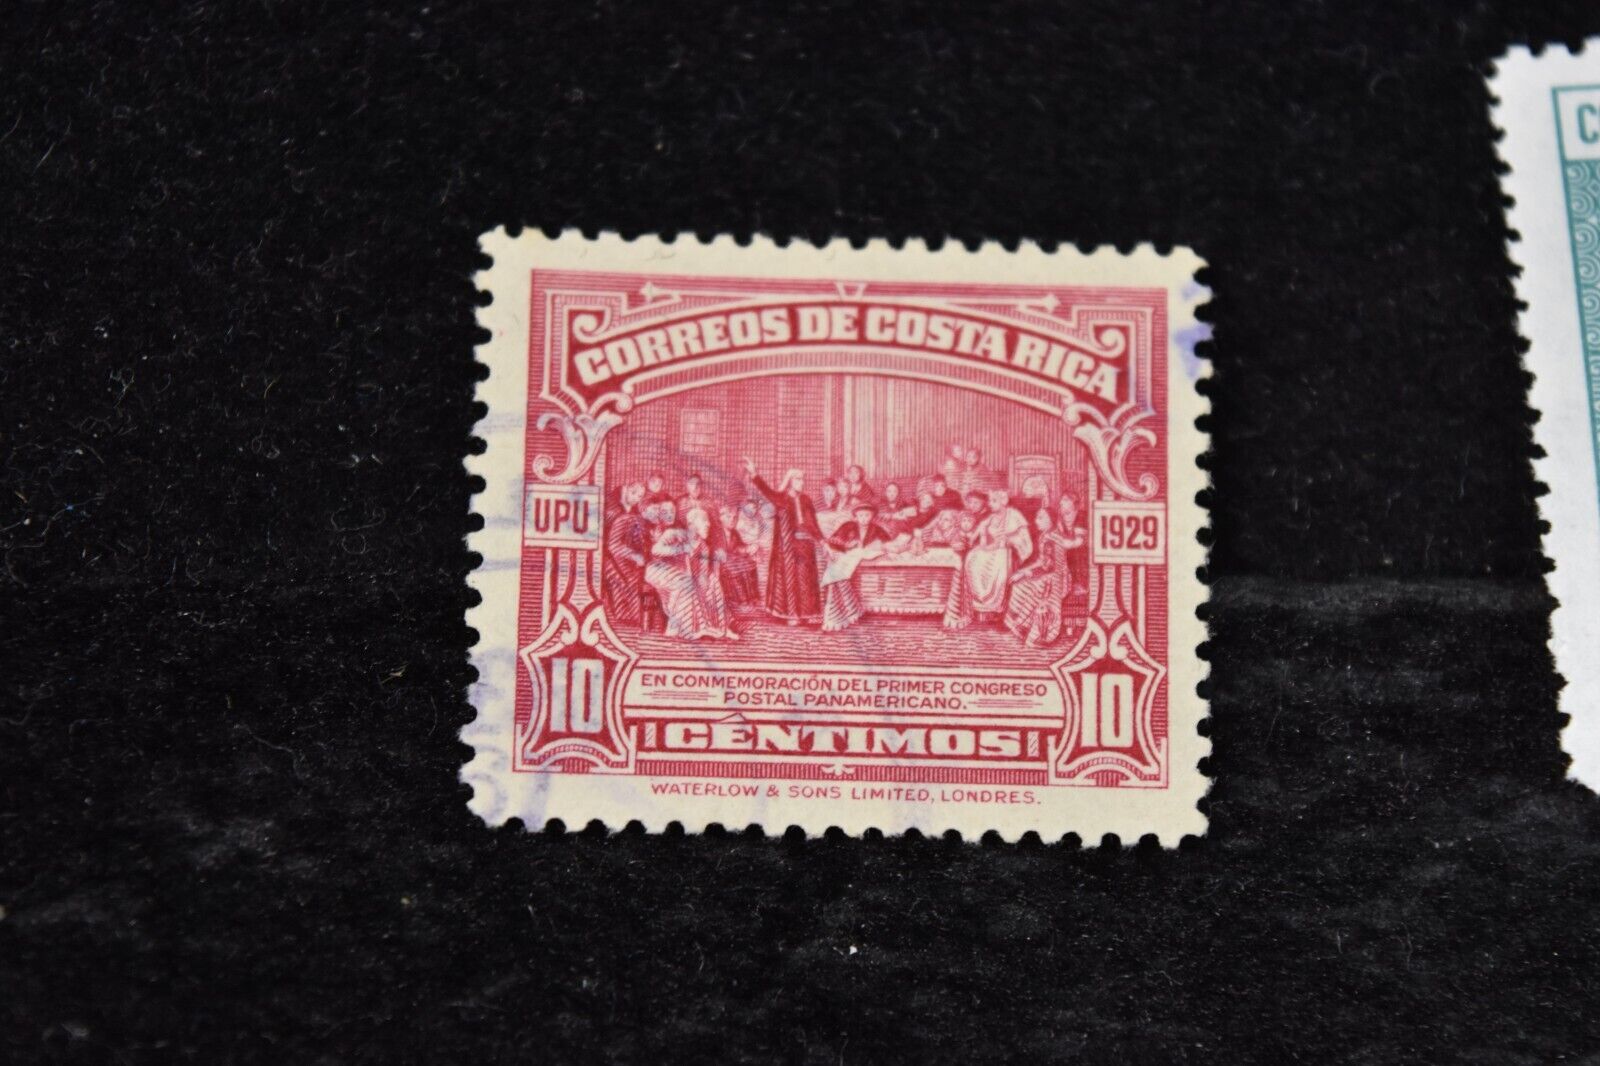 CORREOS DE COSTA RICA
UPU
1929
10
10
EN CONMEMORACIÓN DEL PRIMER CONGRESO
POSTAL PANAMERICANO.
CÉNTIMOS
WATERLOW & SONS LIMITED, LONDRES.